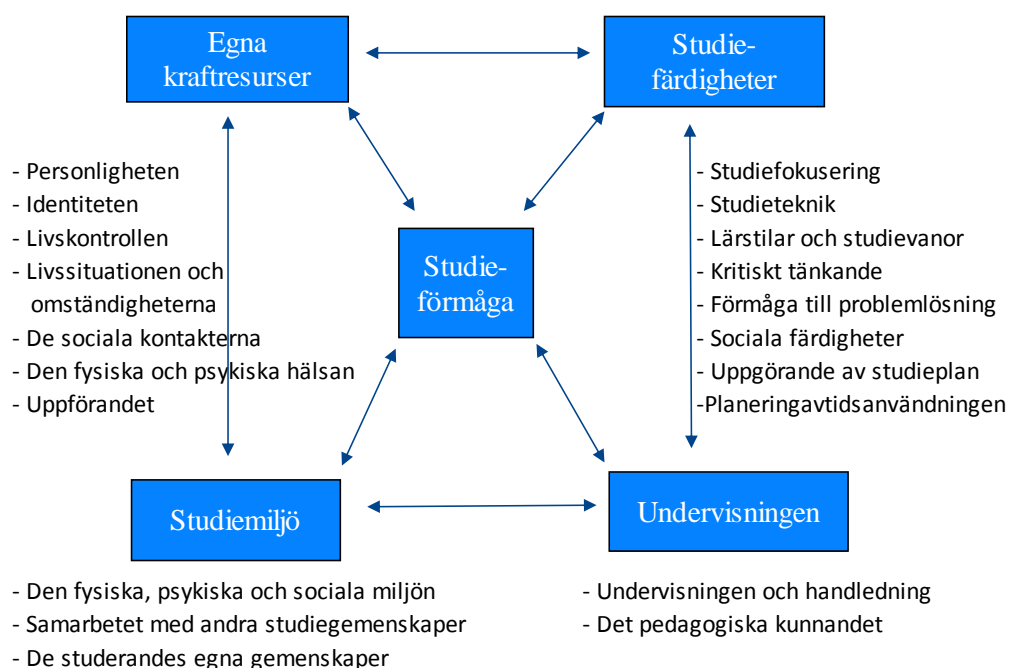 Egna
kraftresurser
Studie-
färdigheter
- Personligheten
- Identiteten
- Livskontrollen
- Livssituationen och
omständigheterna
- De sociala kontakterna
- Den fysiska och psykiska hälsan
- Uppförandet
Studie-
förmåga
- Studiefokusering
- Studieteknik
- Lärstilar och studievanor
- Kritiskt tänkande
- Förmåga till problemlösning
- Sociala färdigheter
- Uppgörande av studieplan
-Planeringavtidsanvändningen
Studiemiljö
Undervisningen
- Den fysiska, psykiska och sociala miljön
- Samarbetet med andra studiegemenskaper
- De studerandes egna gemenskaper
- Undervisningen och handledning
- Det pedagogiska kunnandet